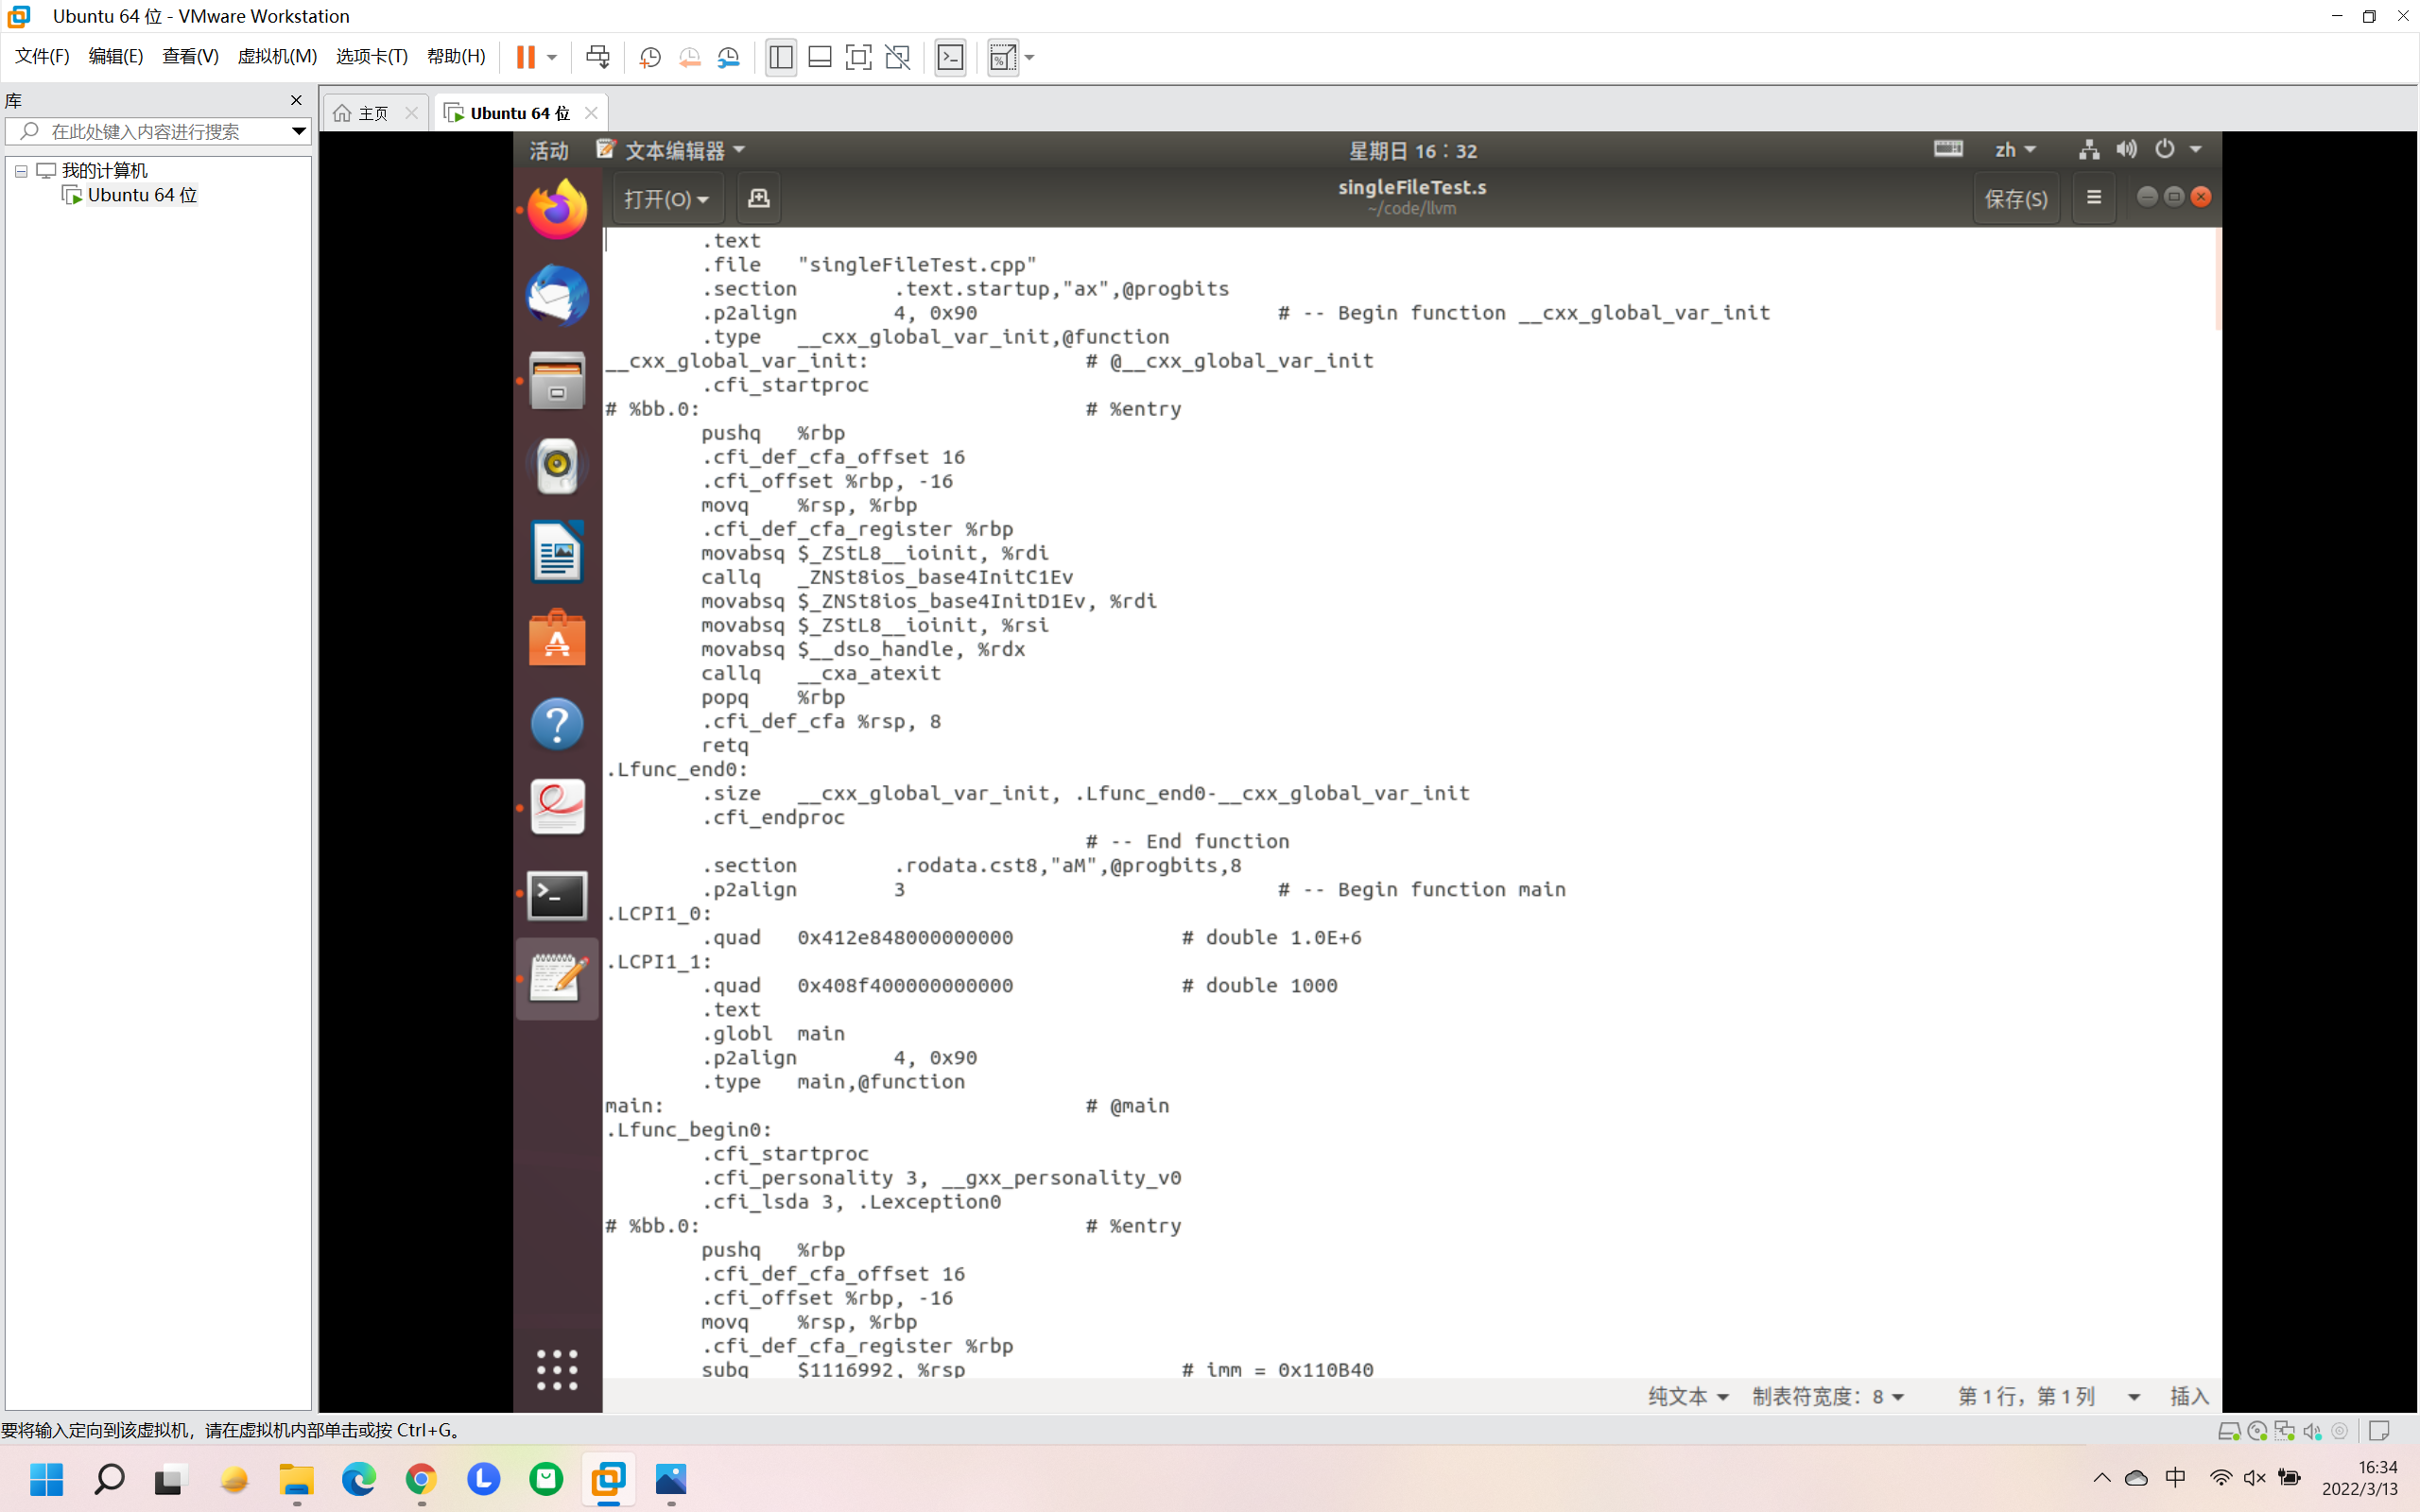 Ubuntu 64 位 - VMware Workstation
文件(F) 编辑(E) 查看(V) 虚拟机(M) 选项卡(T) 帮助(H)
库
在此处键入内容进行搜索
我的计算机
Ubuntu 64 位
主页
Ubuntu 64 位
活动 文本编辑器 星期日 16：32 zh
打开(O) singleFileTest.s 保存(S)
~/code/llvm
.text
.file "singleFileTest.cpp"
.section .text.startup,"ax",@progbits
.p2align 4, 0x90 # -- Begin function __cxx_global_var_init
.type __cxx_global_var_init,@function
__cxx_global_var_init: # @__cxx_global_var_init
.cfi_startproc
# %bb.0: # %entry
pushq %rbp
.cfi_def_cfa_offset 16
.cfi_offset %rbp, -16
movq %rsp, %rbp
.cfi_def_cfa_register %rbp
movabsq $_ZStL8__ioinit, %rdi
callq _ZNSt8ios_base4InitC1Ev
movabsq $_ZNSt8ios_base4InitD1Ev, %rdi
movabsq $_ZStL8__ioinit, %rsi
movabsq $__dso_handle, %rdx
callq __cxa_atexit
popq %rbp
.cfi_def_cfa %rsp, 8
retq
.Lfunc_end0:
.size __cxx_global_var_init, .Lfunc_end0-__cxx_global_var_init
.cfi_endproc
# -- End function
.section .rodata.cst8,"aM",@progbits,8
.p2align 3 # -- Begin function main
.LCPI1_0:
.quad 0x412e848000000000 # double 1.0E+6
.LCPI1_1:
.quad 0x408f400000000000 # double 1000
.text
.globl main
.p2align 4, 0x90
.type main,@function
main: # @main
.Lfunc_begin0:
.cfi_startproc
.cfi_personality 3, __gxx_personality_v0
.cfi_lsda 3, .Lexception0
# %bb.0: # %entry
pushq %rbp
.cfi_def_cfa_offset 16
.cfi_offset %rbp, -16
movq %rsp, %rbp
.cfi_def_cfa_register %rbp
subq $1116992, %rsp # imm = 0x110B40
纯文本 制表符宽度：8 第 1 行，第 1 列 插入
要将输入定向到该虚拟机，请在虚拟机内部单击或按 Ctrl+G。
中
16:34
2022/3/13